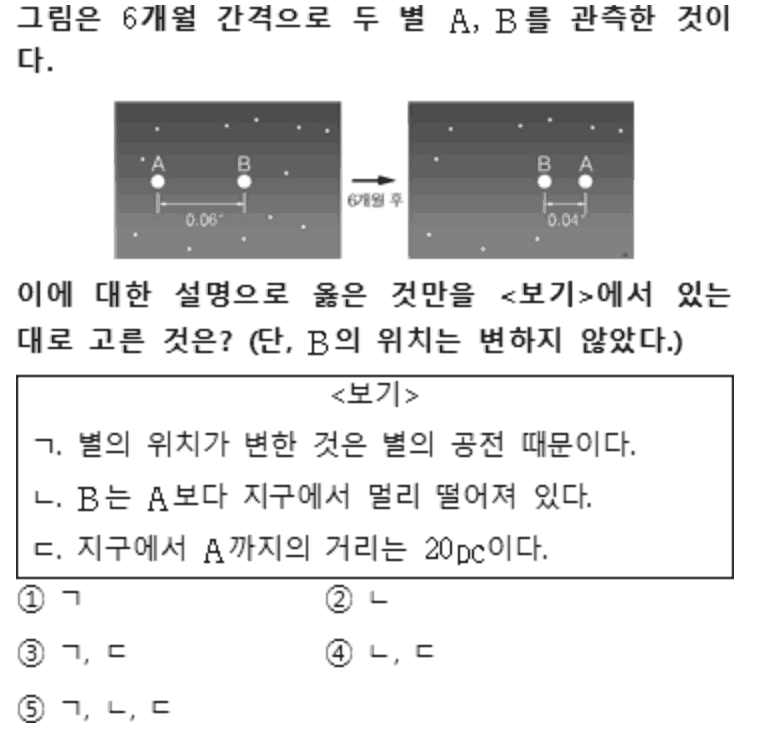 그림은 6개월 간격으로 두 별 A, B를 관측한 것이
다.
A B
0.06″
6개월 후
B A
0.04″
이에 대한 설명으로 옳은 것만을 <보기>에서 있는
대로 고른 것은? (단, B의 위치는 변하지 않았다.)
<보기>
ㄱ. 별의 위치가 변한 것은 별의 공전 때문이다.
ㄴ. B는 A보다 지구에서 멀리 떨어져 있다.
ㄷ. 지구에서 A까지의 거리는 20pc이다.
① ㄱ ② ㄴ
③ ㄱ, ㄷ ④ ㄴ, ㄷ
⑤ ㄱ, ㄴ, ㄷ